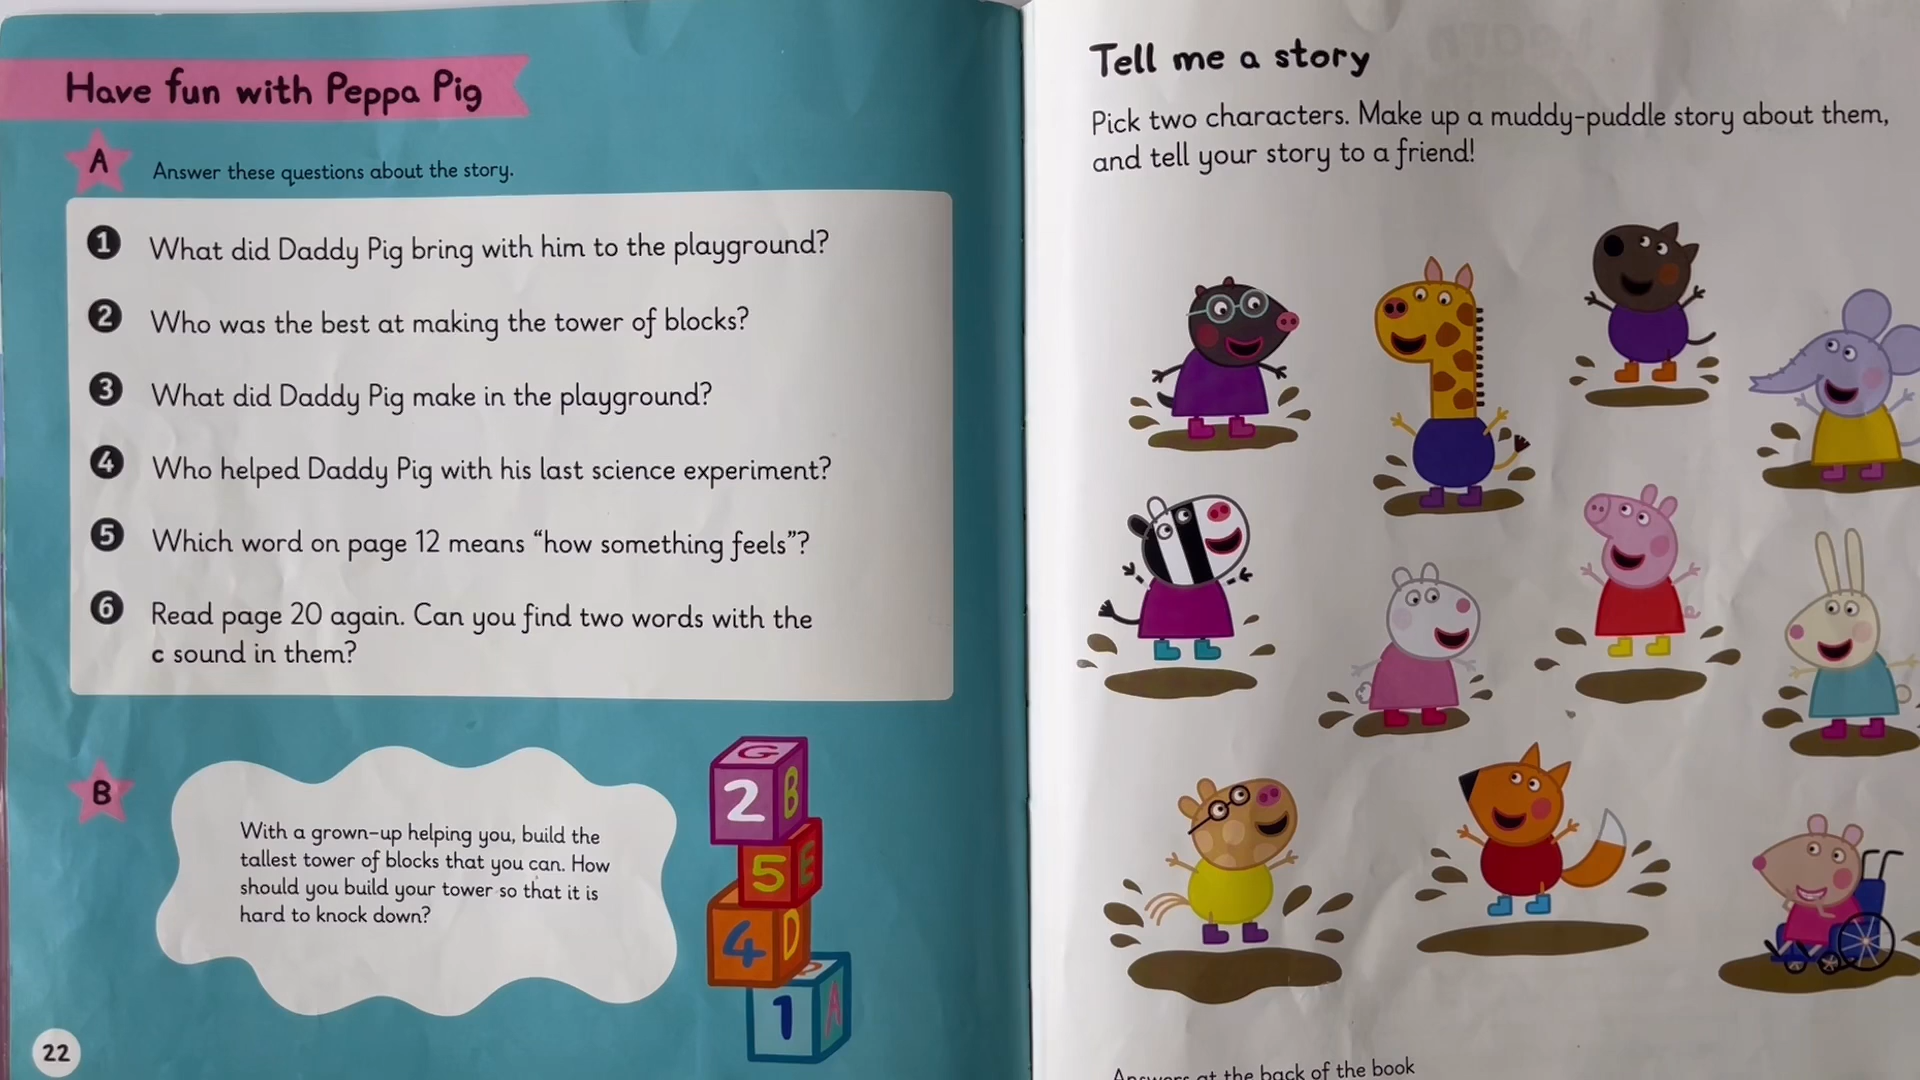 Have fun with Peppa Pig
A
Answer these questions about the story.
1 What did Daddy Pig bring with him to the playground?
2 Who was the best at making the tower of blocks?
3 What did Daddy Pig make in the playground?
4 Who helped Daddy Pig with his last science experiment?
5 Which word on page 12 means “how something feels”?
6 Read page 20 again. Can you find two words with the
c sound in them?
B
With a grown-up helping you, build the
tallest tower of blocks that you can. How
should you build your tower so that it is
hard to knock down?
G
2 B
5 E
4 D
1 A
22
Tell me a story
Pick two characters. Make up a muddy-puddle story about them,
and tell your story to a friend!
Answers at the back of the book